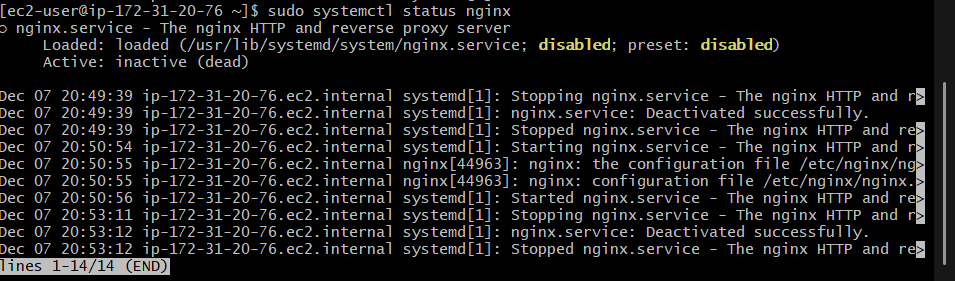 [ec2-user@ip-172-31-20-76 ~]$ sudo systemctl status nginx
○ nginx.service - The nginx HTTP and reverse proxy server
     Loaded: loaded (/usr/lib/systemd/system/nginx.service; disabled; preset: disabled)
     Active: inactive (dead)

Dec 07 20:49:39 ip-172-31-20-76.ec2.internal systemd[1]: Stopping nginx.service - The nginx HTTP and r>
Dec 07 20:49:39 ip-172-31-20-76.ec2.internal systemd[1]: nginx.service: Deactivated successfully.
Dec 07 20:49:39 ip-172-31-20-76.ec2.internal systemd[1]: Stopped nginx.service - The nginx HTTP and re>
Dec 07 20:50:54 ip-172-31-20-76.ec2.internal systemd[1]: Starting nginx.service - The nginx HTTP and r>
Dec 07 20:50:55 ip-172-31-20-76.ec2.internal nginx[44963]: nginx: the configuration file /etc/nginx/ng>
Dec 07 20:50:55 ip-172-31-20-76.ec2.internal nginx[44963]: nginx: configuration file /etc/nginx/nginx.>
Dec 07 20:50:56 ip-172-31-20-76.ec2.internal systemd[1]: Started nginx.service - The nginx HTTP and re>
Dec 07 20:53:11 ip-172-31-20-76.ec2.internal systemd[1]: Stopping nginx.service - The nginx HTTP and r>
Dec 07 20:53:12 ip-172-31-20-76.ec2.internal systemd[1]: nginx.service: Deactivated successfully.
Dec 07 20:53:12 ip-172-31-20-76.ec2.internal systemd[1]: Stopped nginx.service - The nginx HTTP and re>
lines 1-14/14 (END)